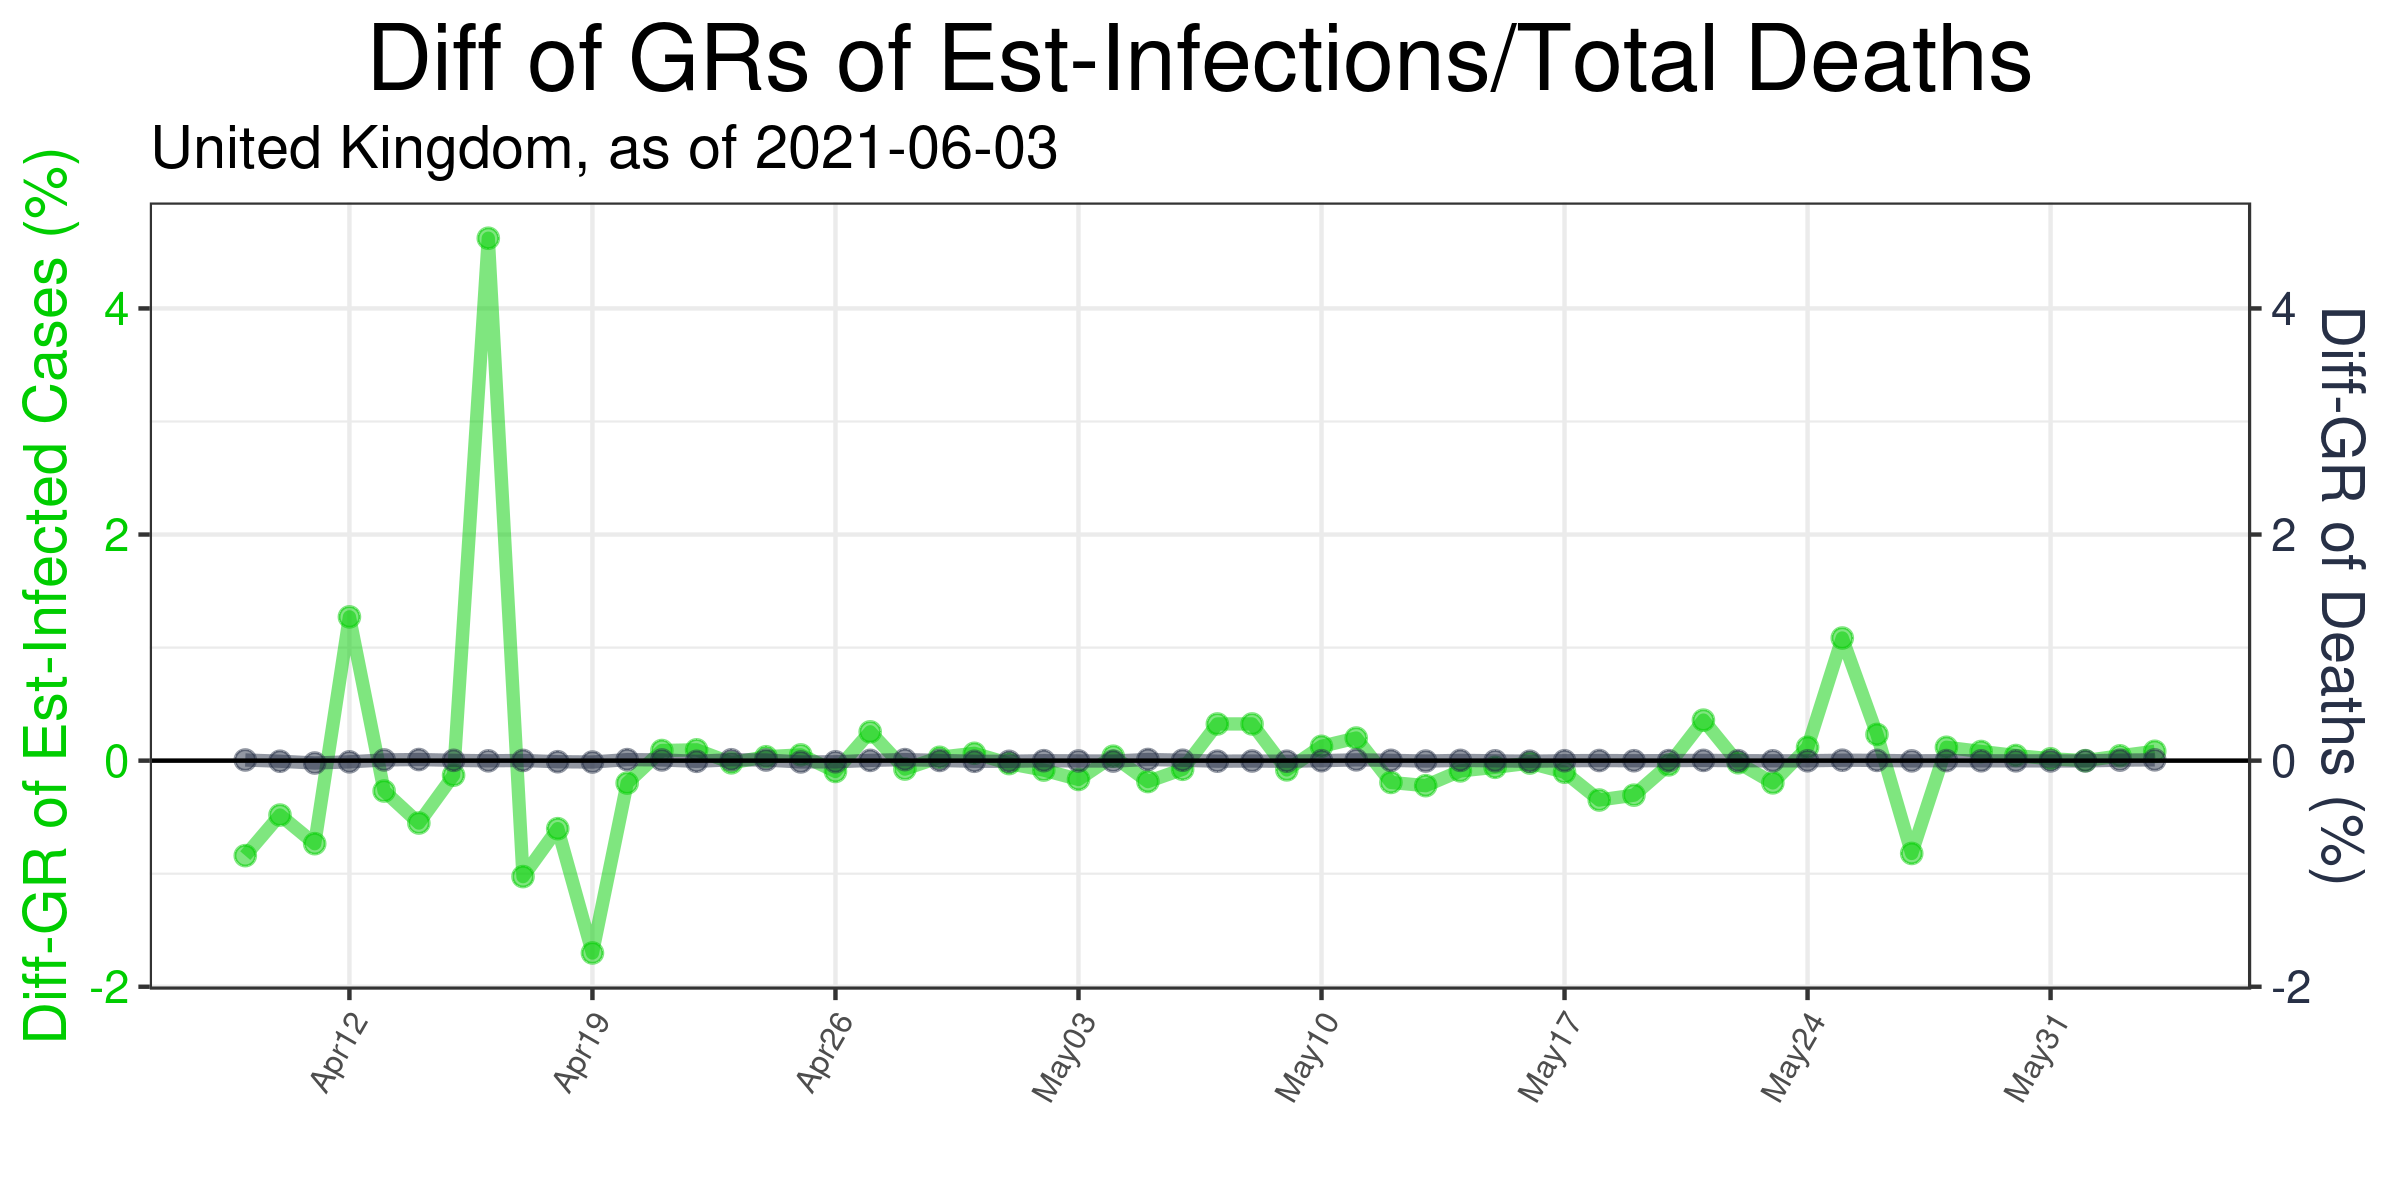 Diff of GRs of Est-Infections/Total Deaths
United Kingdom, as of 2021-06-03
Diff-GR of Est-Infected Cases (%)
4
2
0
-2
4
2
0
-2
Diff-GR of Deaths (%)
Apr12
Apr19
Apr26
May03
May10
May17
May24
May31